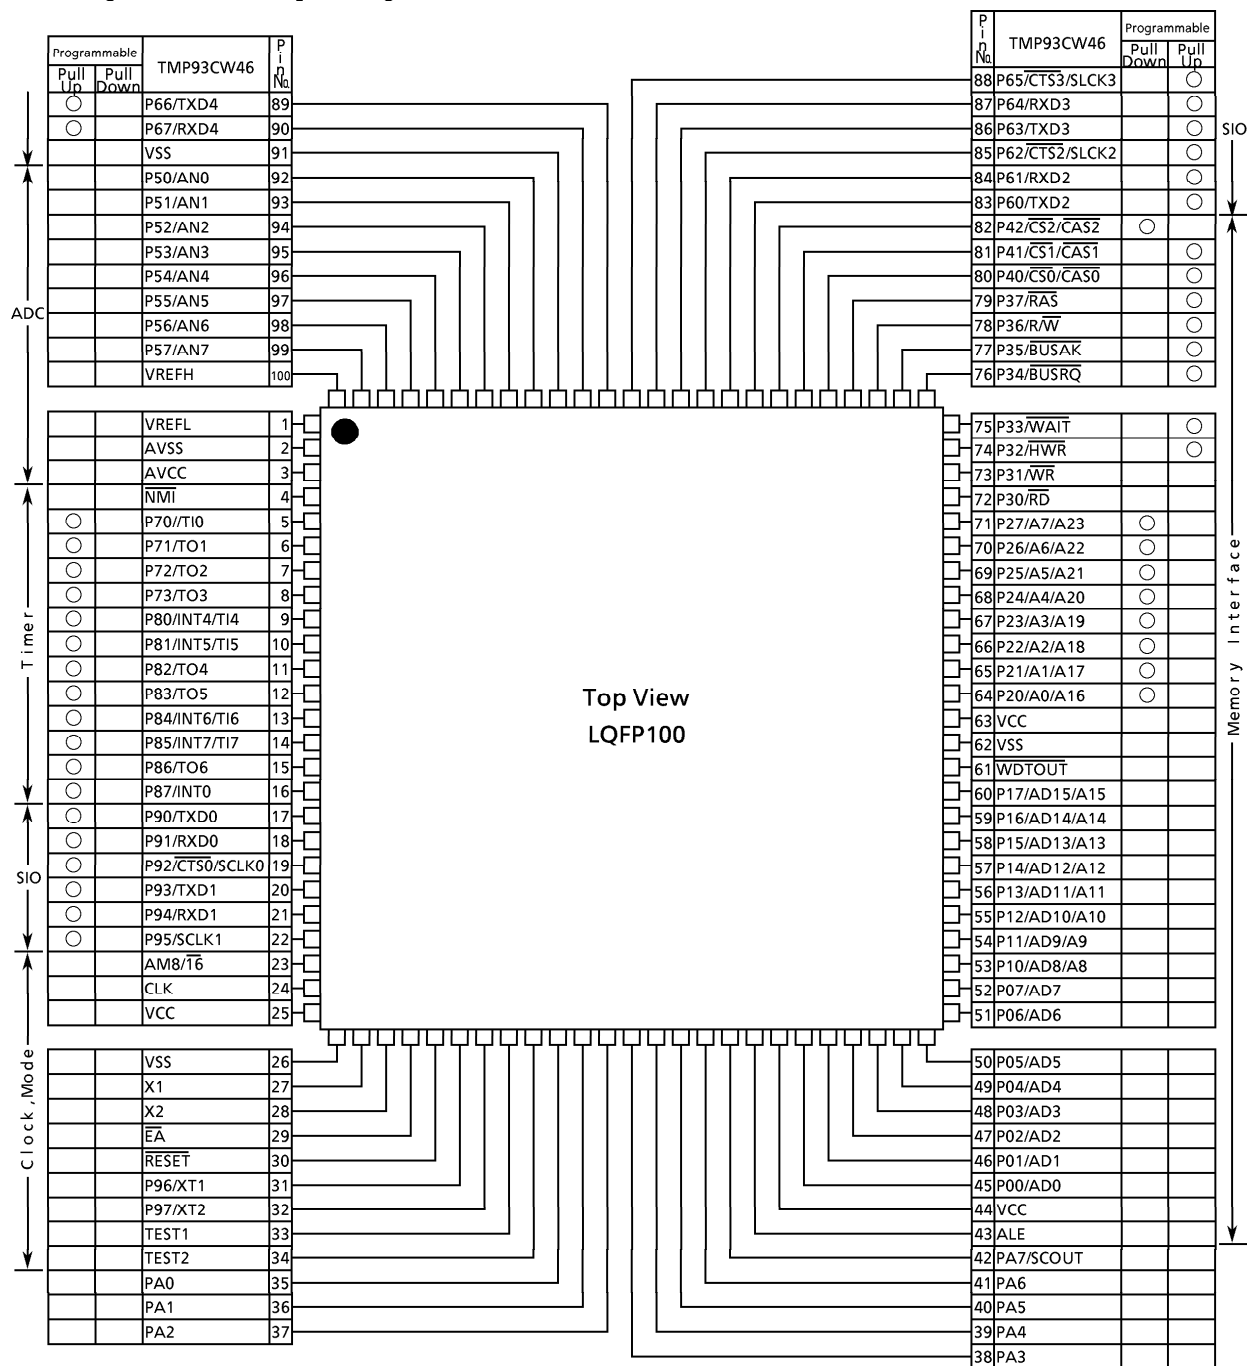 Programmable
Pull Up
Pull Down
TMP93CW46
Pin No.
P66/TXD4 89
P67/RXD4 90
VSS 91
P50/AN0 92
P51/AN1 93
P52/AN2 94
P53/AN3 95
P54/AN4 96
P55/AN5 97
P56/AN6 98
P57/AN7 99
VREFH 100
ADC
VREFL 1
AVSS 2
AVCC 3
NMI 4
P70//TI0 5
P71/TO1 6
P72/TO2 7
P73/TO3 8
P80/INT4/TI4 9
P81/INT5/TI5 10
P82/TO4 11
P83/TO5 12
P84/INT6/TI6 13
P85/INT7/TI7 14
P86/TO6 15
P87/INT0 16
Timer
P90/TXD0 17
P91/RXD0 18
P92/CTS0/SCLK0 19
P93/TXD1 20
P94/RXD1 21
P95/SCLK1 22
SIO
AM8/16 23
CLK 24
VCC 25
VSS 26
X1 27
X2 28
EA 29
RESET 30
P96/XT1 31
P97/XT2 32
TEST1 33
TEST2 34
Clock,Mode
PA0 35
PA1 36
PA2 37
Top View
LQFP100
Pin No.
TMP93CW46
Programmable
Pull Down
Pull Up
88 P65/CTS3/SLCK3
87 P64/RXD3
86 P63/TXD3
85 P62/CTS2/SLCK2
84 P61/RXD2
83 P60/TXD2
SIO
82 P42/CS2/CAS2
81 P41/CS1/CAS1
80 P40/CS0/CAS0
79 P37/RAS
78 P36/R/W
77 P35/BUSAK
76 P34/BUSRQ
75 P33/WAIT
74 P32/HWR
73 P31/WR
72 P30/RD
71 P27/A7/A23
70 P26/A6/A22
69 P25/A5/A21
68 P24/A4/A20
67 P23/A3/A19
66 P22/A2/A18
65 P21/A1/A17
64 P20/A0/A16
63 VCC
62 VSS
61 WDTOUT
60 P17/AD15/A15
59 P16/AD14/A14
58 P15/AD13/A13
57 P14/AD12/A12
56 P13/AD11/A11
55 P12/AD10/A10
54 P11/AD9/A9
53 P10/AD8/A8
52 P07/AD7
51 P06/AD6
Memory Interface
50 P05/AD5
49 P04/AD4
48 P03/AD3
47 P02/AD2
46 P01/AD1
45 P00/AD0
44 VCC
43 ALE
42 PA7/SCOUT
41 PA6
40 PA5
39 PA4
38 PA3